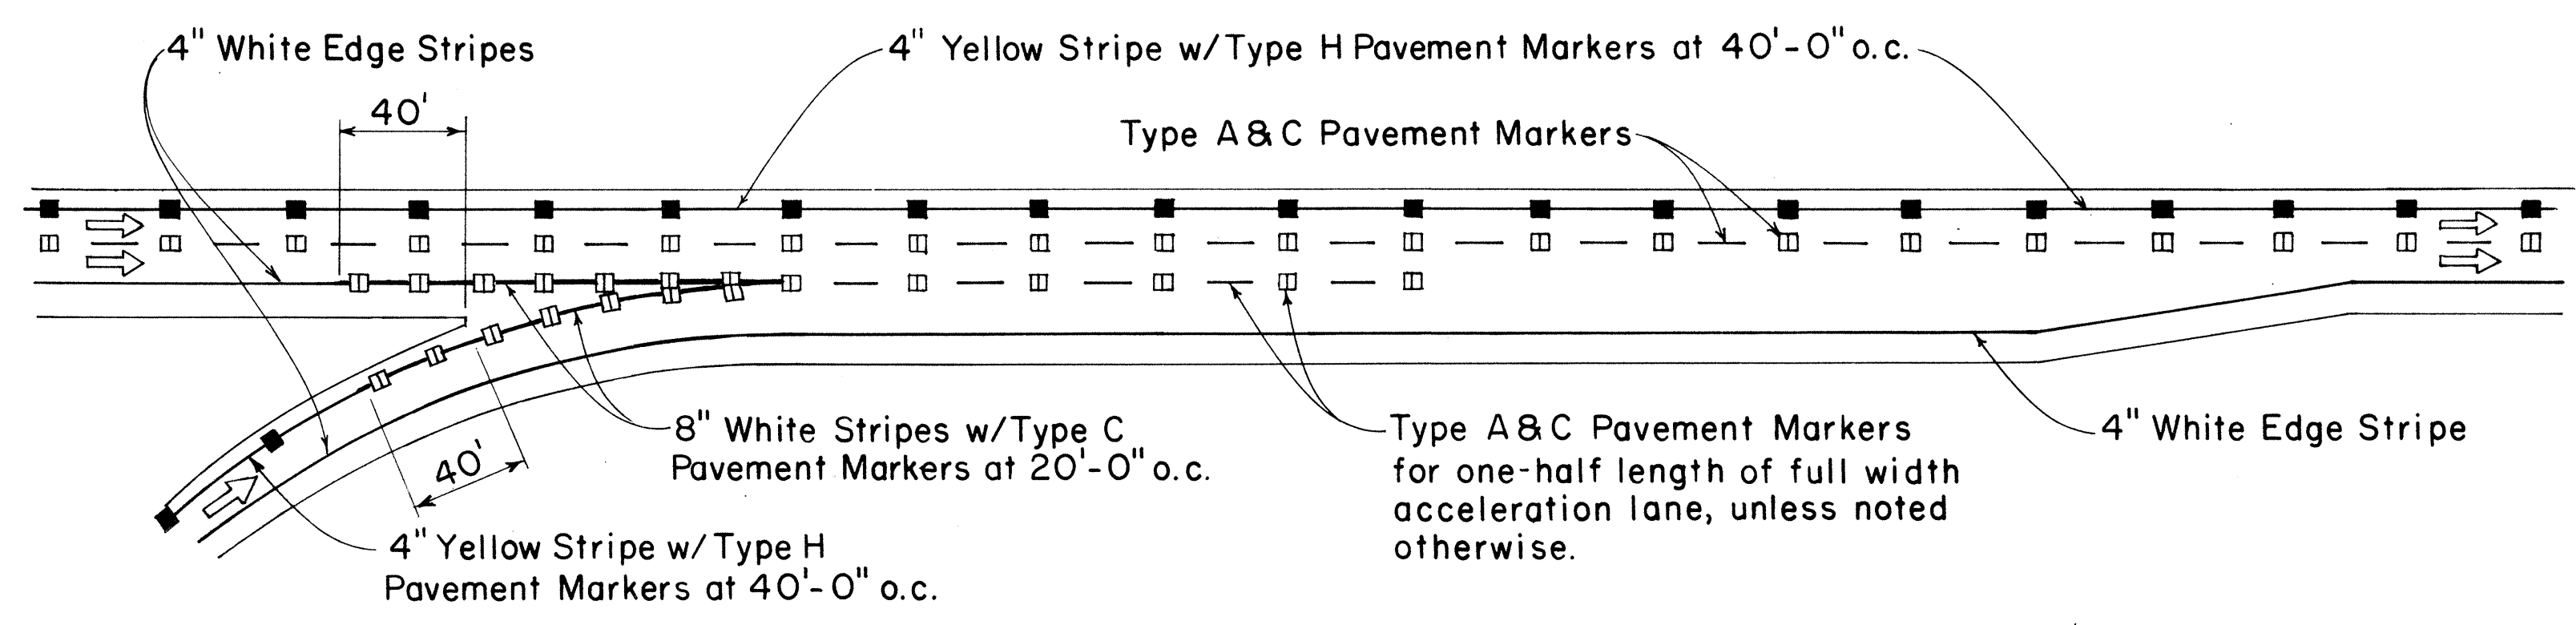 4" White Edge Stripes
4" Yellow Stripe w/Type H Pavement Markers at 40'-0" o.c.
40'
Type A & C Pavement Markers
8" White Stripes w/Type C
Pavement Markers at 20'-0" o.c.
40'
4" Yellow Stripe w/Type H
Pavement Markers at 40'-0" o.c.
Type A & C Pavement Markers
for one-half length of full width
acceleration lane, unless noted
otherwise.
4" White Edge Stripe